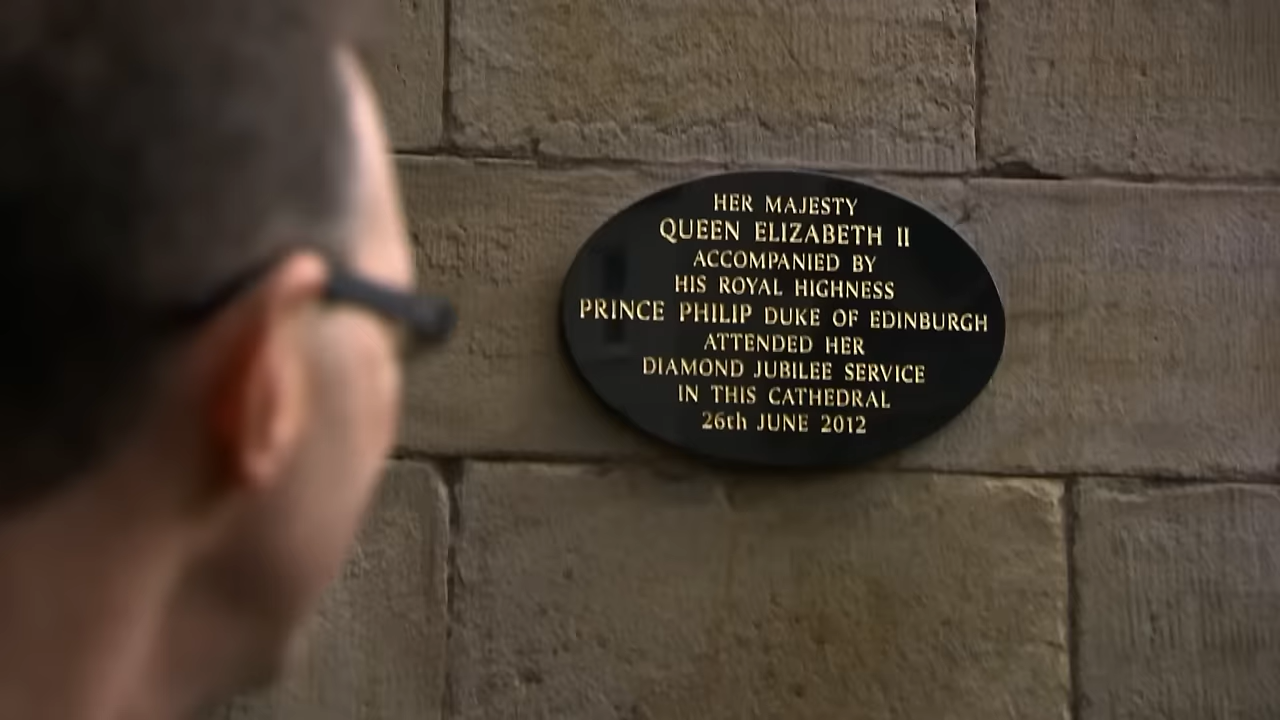 HER MAJESTY
QUEEN ELIZABETH II
ACCOMPANIED BY
HIS ROYAL HIGHNESS
PRINCE PHILIP DUKE OF EDINBURGH
ATTENDED HER
DIAMOND JUBILEE SERVICE
IN THIS CATHEDRAL
26th JUNE 2012